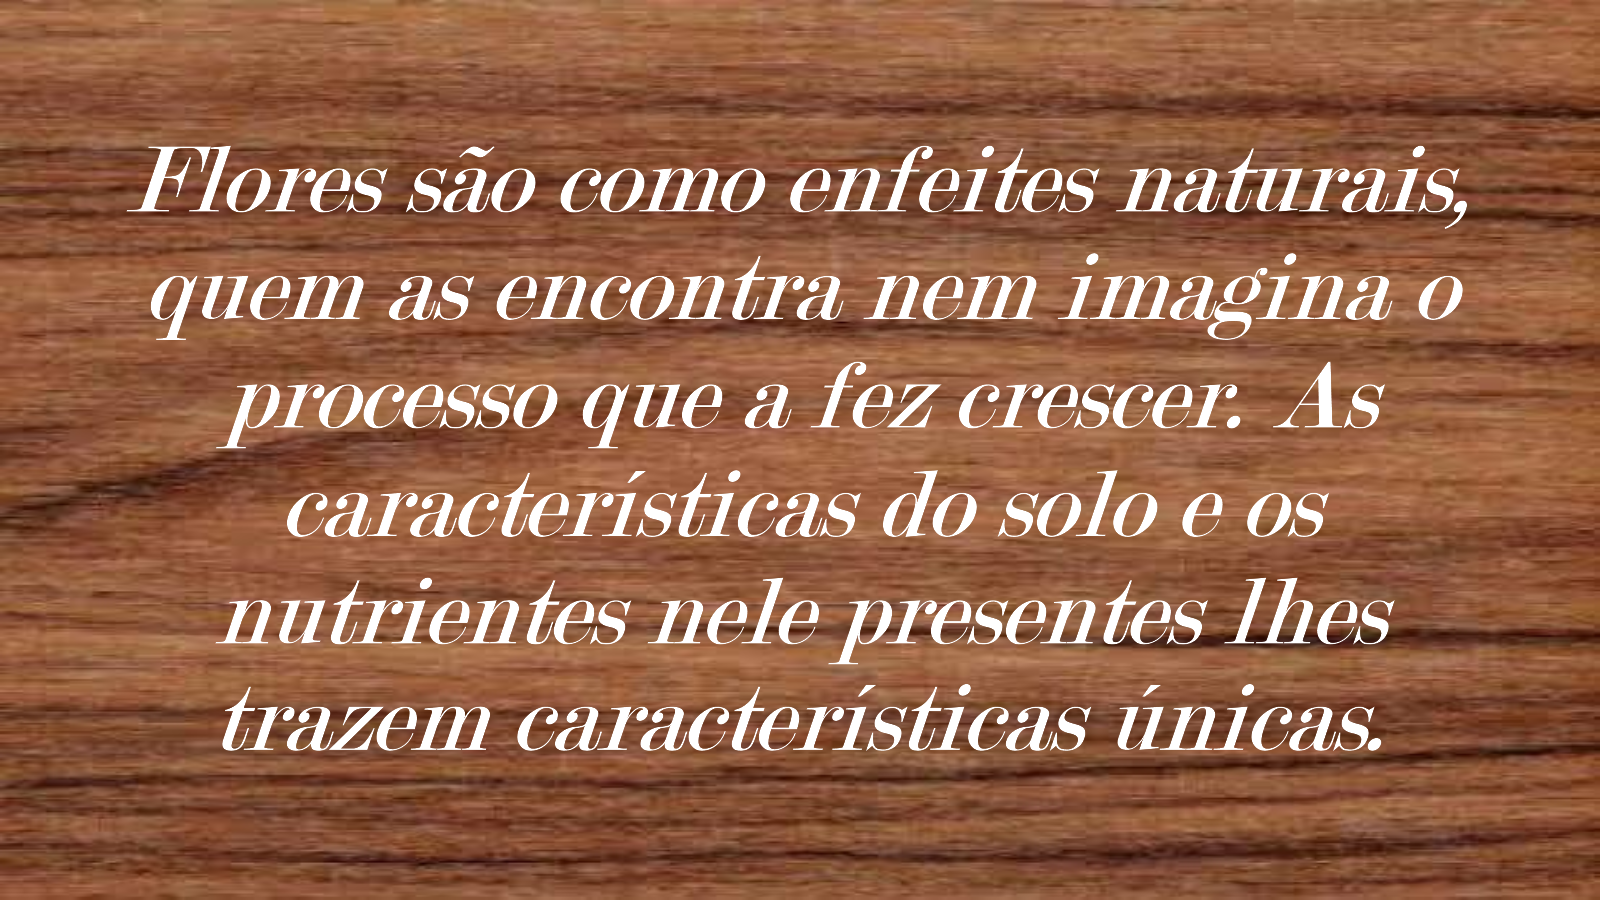 Flores são como enfeites naturais,
quem as encontra nem imagina o
processo que a fez crescer. As
características do solo e os
nutrientes nele presentes lhes
trazem características únicas.